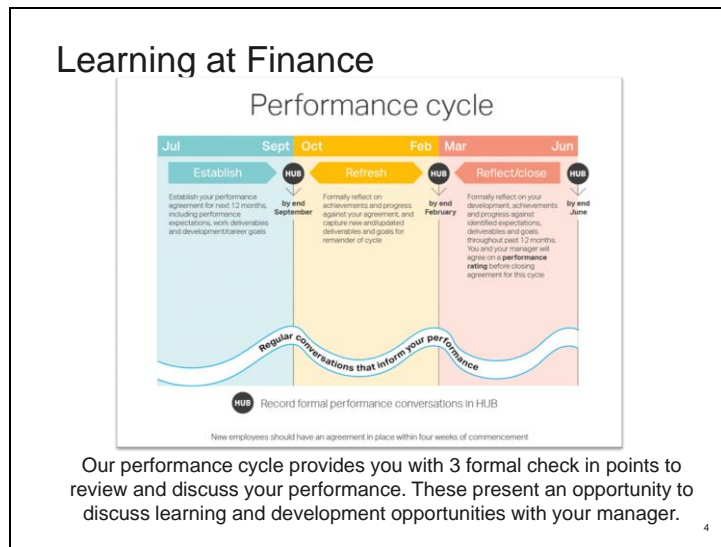 Learning at Finance
Performance cycle
Jul Sept Oct Feb Mar Jun
Establish HUB Refresh HUB Reflect/close HUB
Establish your performance
agreement for next 12 months,
including performance
expectations, work deliverables
and development/career goals
by end
September
Formally reflect on
achievements and progress
against your agreement, and
capture new and/updated
deliverables and goals for
remainder of cycle
by end
February
Formally reflect on your
development, achievements
and progress against
identified expectations,
deliverables and goals
throughout past 12 months.
You and your manager will
agree on a performance
rating before closing
agreement for this cycle
by end
June
Regular conversations that inform your performance
HUB Record formal performance conversations in HUB
New employees should have an agreement in place within four weeks of commencement
Our performance cycle provides you with 3 formal check in points to
review and discuss your performance. These present an opportunity to
discuss learning and development opportunities with your manager.
4